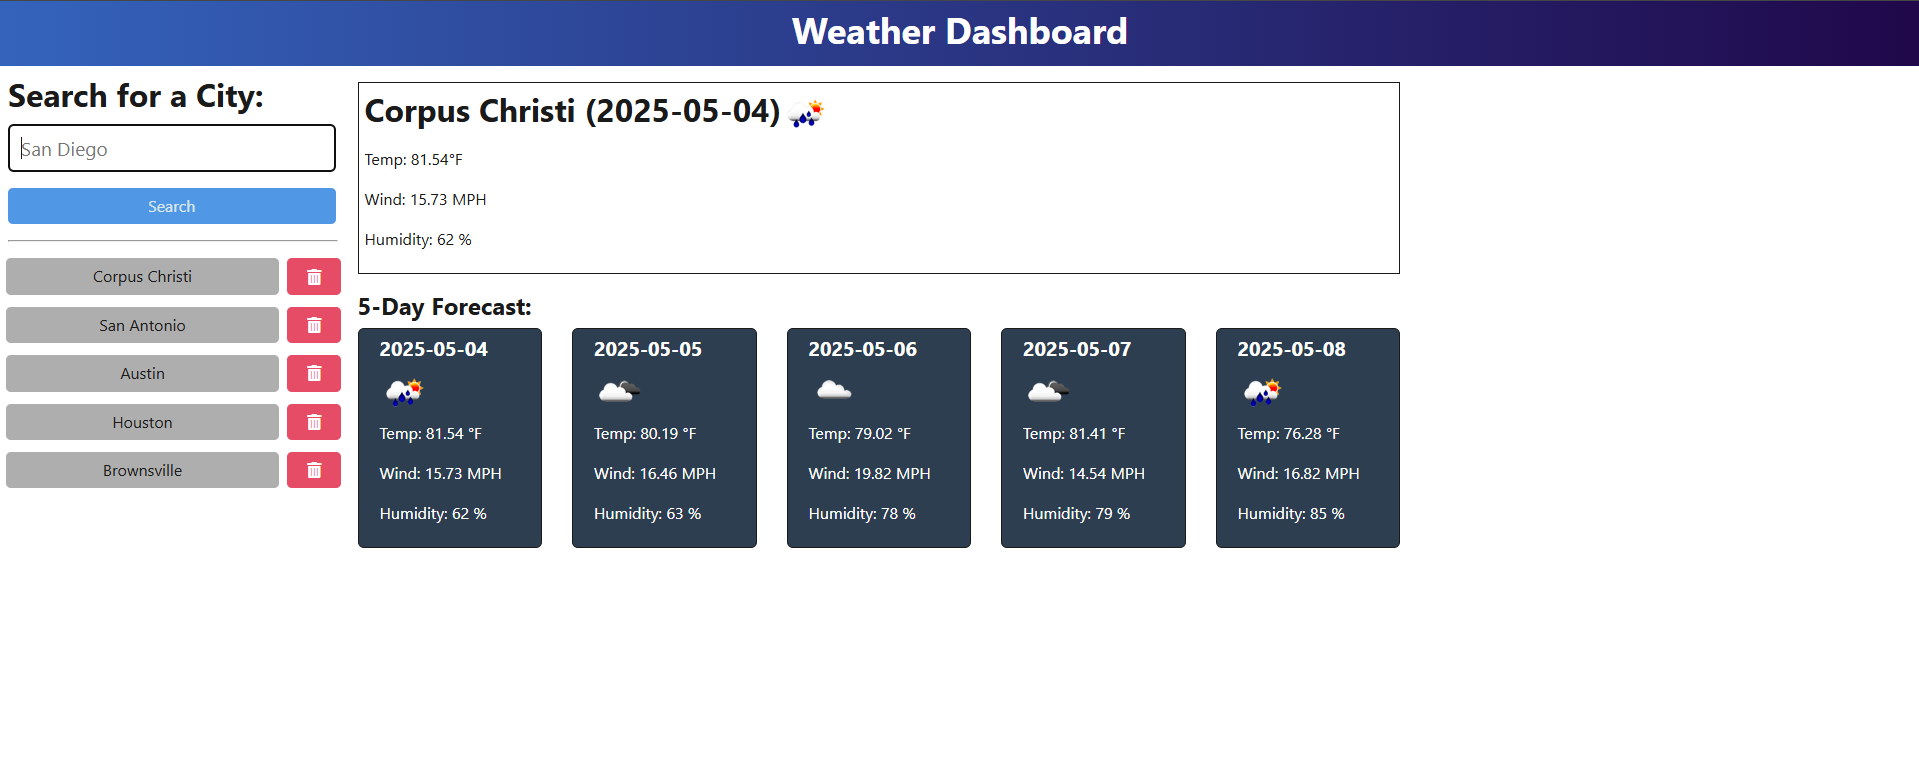 Weather Dashboard
Search for a City:
San Diego
Search
Corpus Christi
San Antonio
Austin
Houston
Brownsville
Corpus Christi (2025-05-04)
Temp: 81.54°F
Wind: 15.73 MPH
Humidity: 62 %
5-Day Forecast:
2025-05-04
Temp: 81.54 °F
Wind: 15.73 MPH
Humidity: 62 %
2025-05-05
Temp: 80.19 °F
Wind: 16.46 MPH
Humidity: 63 %
2025-05-06
Temp: 79.02 °F
Wind: 19.82 MPH
Humidity: 78 %
2025-05-07
Temp: 81.41 °F
Wind: 14.54 MPH
Humidity: 79 %
2025-05-08
Temp: 76.28 °F
Wind: 16.82 MPH
Humidity: 85 %